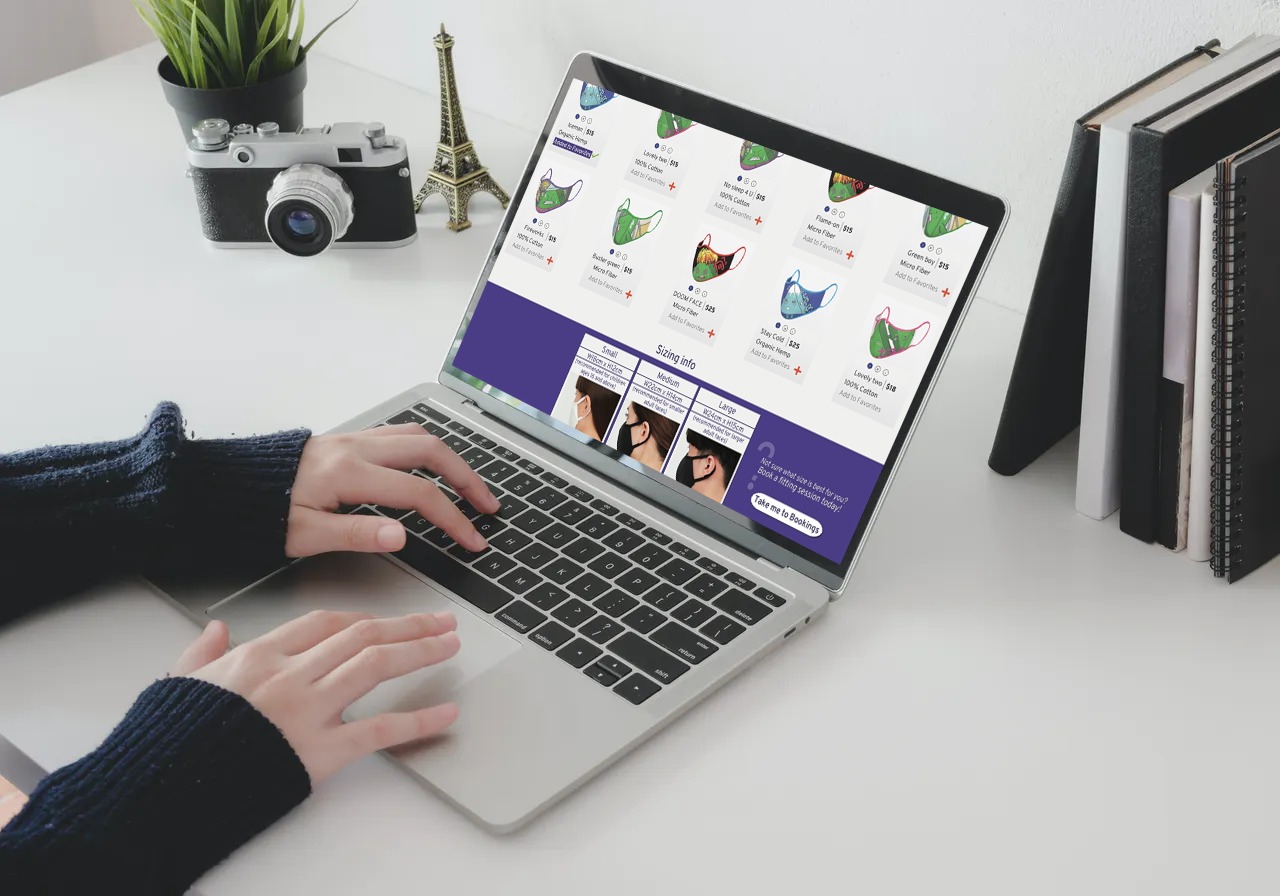 Iceman $15
Organic Hemp
Added to Favorites
Lovely two $15
100% Cotton
Add to Favorites
No sleep 4 U $15
100% Cotton
Add to Favorites
Flame-on $15
Micro Fiber
Add to Favorites
Green boy $15
Micro Fiber
Add to Favorites
Fireworks $15
100% Cotton
Add to Favorites
Buster green $15
Micro Fiber
Add to Favorites
DOOM FACE $25
Micro Fiber
Add to Favorites
Stay Cold $25
Organic Hemp
Add to Favorites
Lovely two $18
100% Cotton
Add to Favorites
Sizing info
Small
W18cm x H12cm
(recommended for children
ages 16 and above)
Medium
W22cm x H14cm
(recommended for smaller
adult faces)
Large
W24cm x H15cm
(recommended for larger
adult faces)
?
Not sure what size is best for you?
Book a fitting session today!
Take me to Bookings
T Y U I O P
G H J K L
C V N M
command option
delete
enter
return
shift